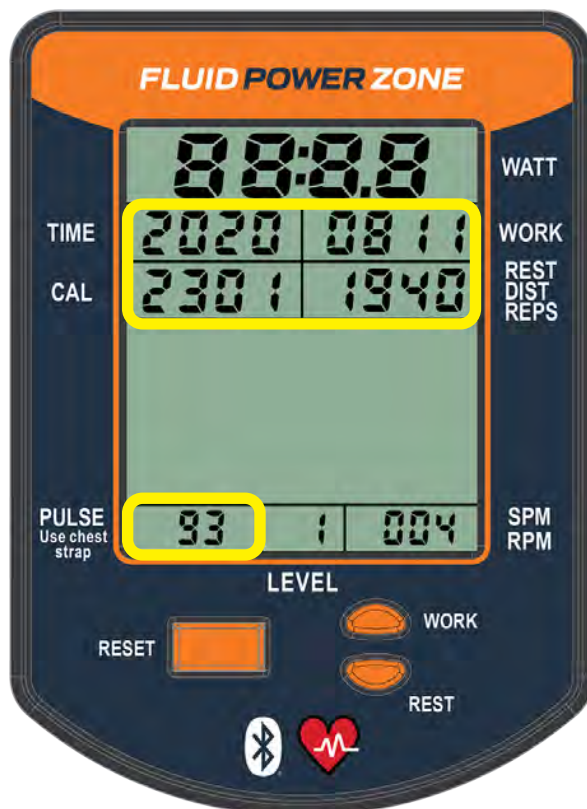 FLUID POWER ZONE
88:8.8 WATT
TIME 2020 0811 WORK
CAL 2301 1940 REST
DIST
REPS
PULSE 93 1 004 SPM
Use chest RPM
strap
LEVEL
WORK
RESET
REST